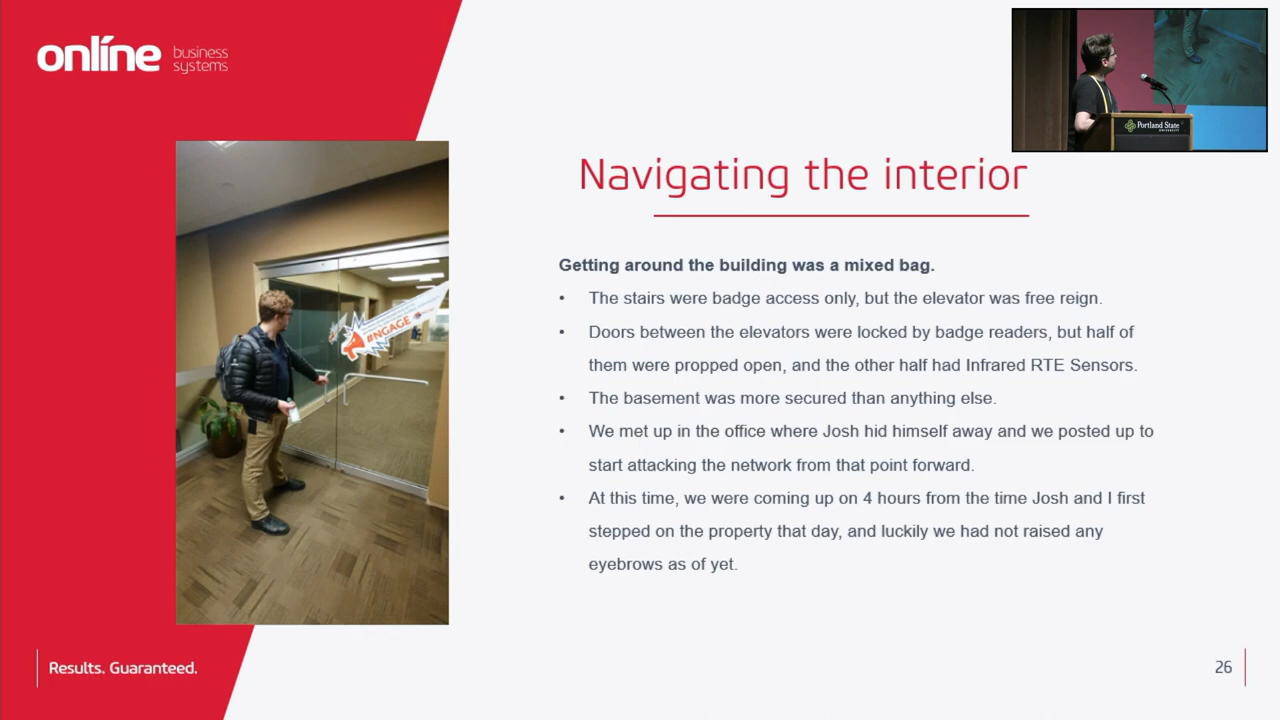 online business systems
Portland State
UNIVERSITY
Navigating the interior
#NGAGE
Getting around the building was a mixed bag.
• The stairs were badge access only, but the elevator was free reign.
• Doors between the elevators were locked by badge readers, but half of
them were propped open, and the other half had Infrared RTE Sensors.
• The basement was more secured than anything else.
• We met up in the office where Josh hid himself away and we posted up to
start attacking the network from that point forward.
• At this time, we were coming up on 4 hours from the time Josh and I first
stepped on the property that day, and luckily we had not raised any
eyebrows as of yet.
Results. Guaranteed.
26